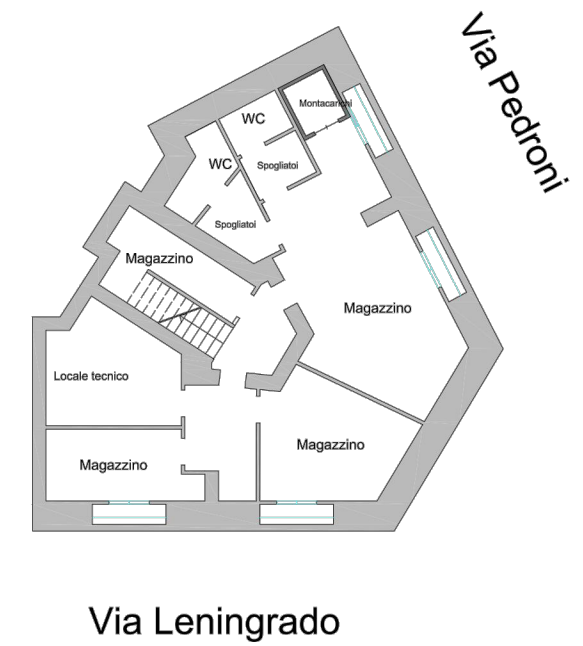 Via Pedroni
Montacarichi
WC
WC
Spogliatoi
Spogliatoi
Magazzino
Magazzino
Locale tecnico
Magazzino
Magazzino
Via Leningrado